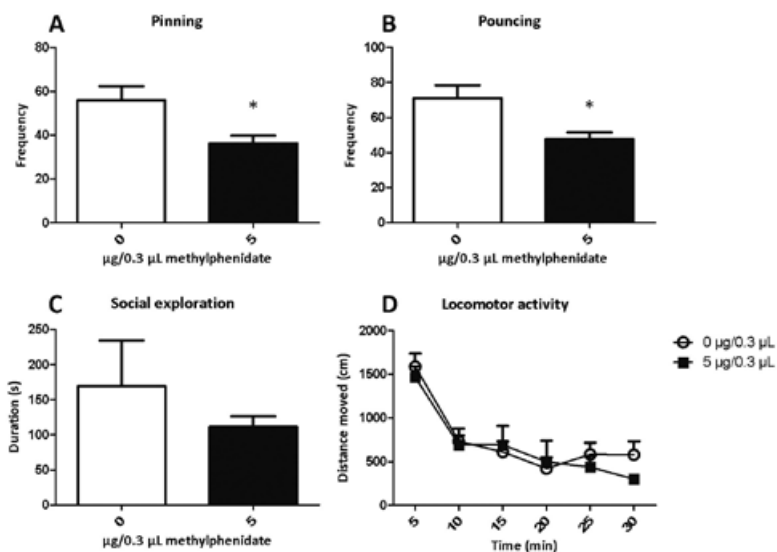 A
Pinning
80
60
40
20
0
Frequency
*
0
5
µg/0.3 µL methylphenidate
B
Pouncing
100
80
60
40
20
0
Frequency
*
0
5
µg/0.3 µL methylphenidate
C
Social exploration
250
200
150
100
50
0
Duration (s)
0
5
µg/0.3 µL methylphenidate
D
Locomotor activity
2000
1500
1000
500
0
Distance moved (cm)
5
10
15
20
25
30
Time (min)
0 µg/0.3 µL
5 µg/0.3 µL